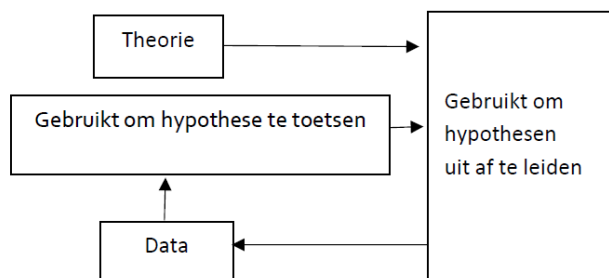 Theorie
Gebruikt om hypothese te toetsen
Gebruikt om
hypothesen
uit af te leiden
Data